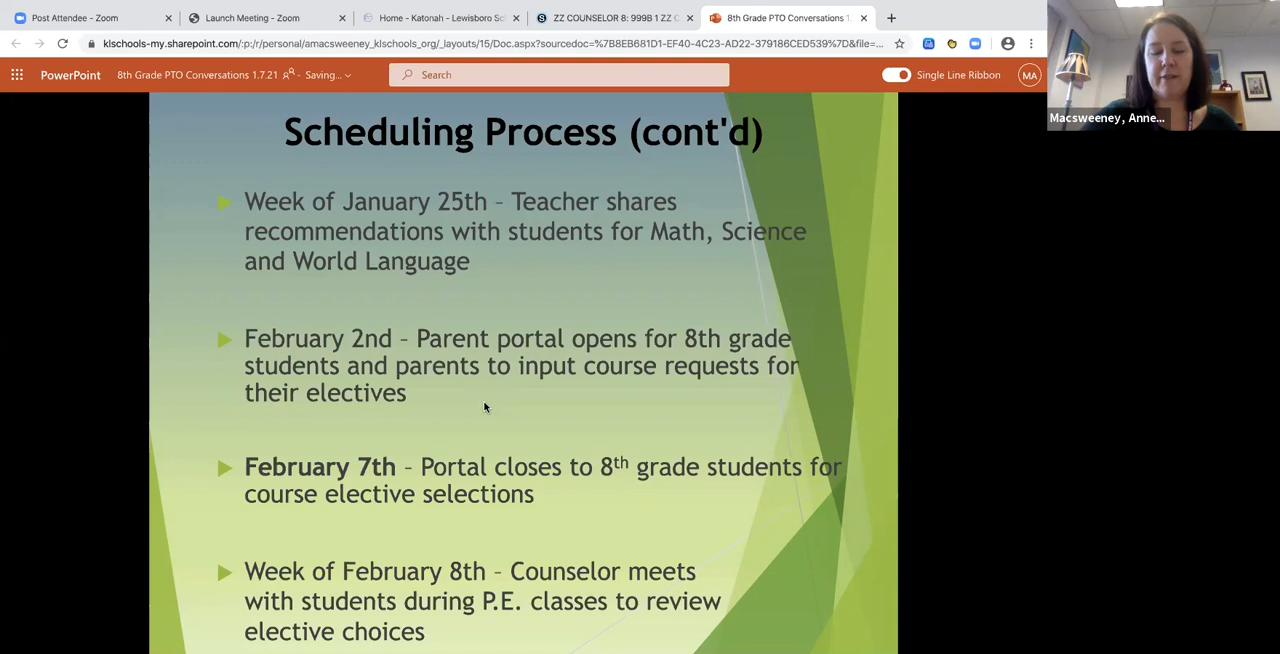 Post Attendee - Zoom
Launch Meeting - Zoom
Home - Katonah - Lewisboro Sc
ZZ COUNSELOR 8: 999B 1 ZZ C
8th Grade PTO Conversations 1.
klschools-my.sharepoint.com/:p:/r/personal/amacsweeney_klschools_org/_layouts/15/Doc.aspx?sourcedoc=%7B8EB681D1-EF40-4C23-AD22-379186CED539%7D&file=...
PowerPoint
8th Grade PTO Conversations 1.7.21
- Saving...
Search
Single Line Ribbon
MA
Macsweeney, Anne...
Scheduling Process (cont'd)
Week of January 25th – Teacher shares
recommendations with students for Math, Science
and World Language
February 2nd – Parent portal opens for 8th grade
students and parents to input course requests for
their electives
February 7th – Portal closes to 8th grade students for
course elective selections
Week of February 8th – Counselor meets
with students during P.E. classes to review
elective choices